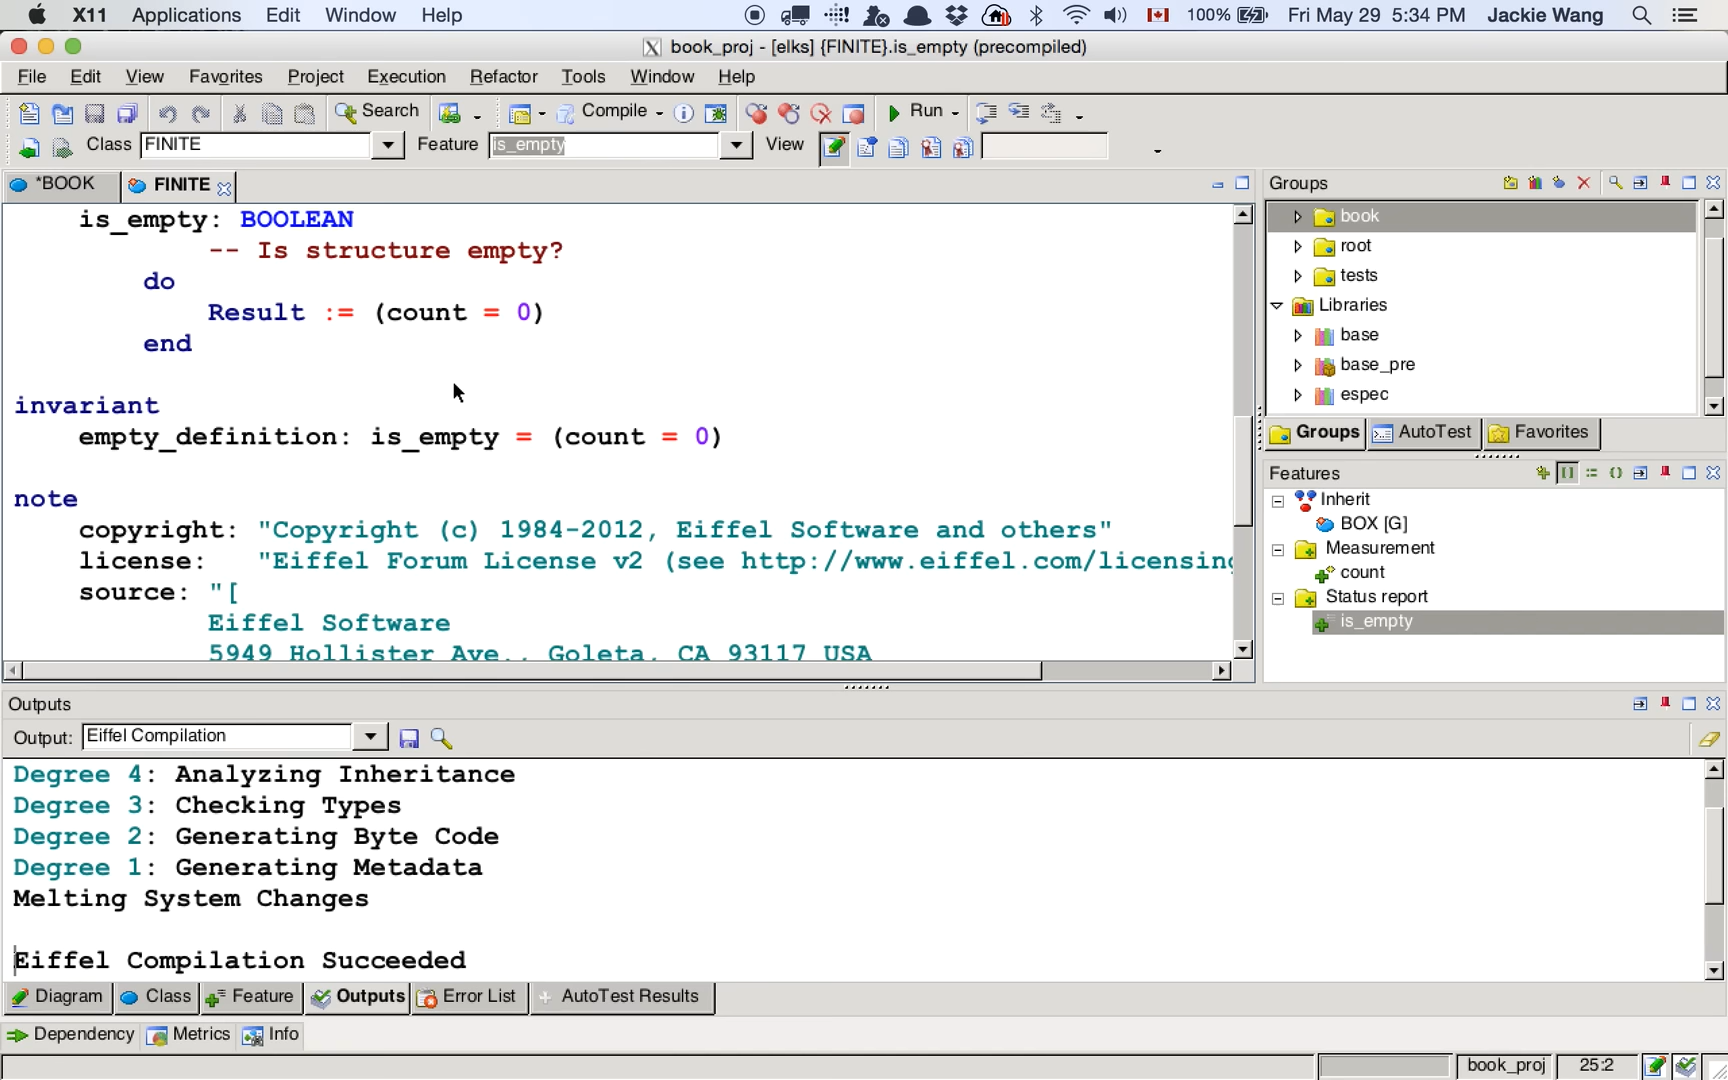 X11 Applications Edit Window Help 100% Fri May 29 5:34 PM Jackie Wang
book_proj - [elks] {FINITE}.is_empty (precompiled)
File Edit View Favorites Project Execution Refactor Tools Window Help
Search Compile Run
Class FINITE Feature is_empty View
*BOOK FINITE
is_empty: BOOLEAN
-- Is structure empty?
do
Result := (count = 0)
end
invariant
empty_definition: is_empty = (count = 0)
note
copyright: "Copyright (c) 1984-2012, Eiffel Software and others"
license: "Eiffel Forum License v2 (see http://www.eiffel.com/licensing
source: "[
Eiffel Software
5949 Hollister Ave., Goleta, CA 93117 USA
Groups
book
root
tests
Libraries
base
base_pre
espec
Groups AutoTest Favorites
Features
Inherit
BOX [G]
Measurement
count
Status report
is_empty
Outputs
Output: Eiffel Compilation
Degree 4: Analyzing Inheritance
Degree 3: Checking Types
Degree 2: Generating Byte Code
Degree 1: Generating Metadata
Melting System Changes
Eiffel Compilation Succeeded
Diagram Class Feature Outputs Error List AutoTest Results
Dependency Metrics Info
book_proj 25:2